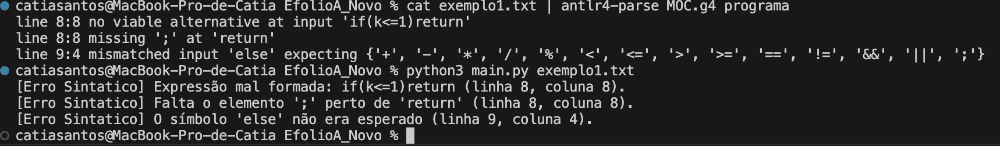 catiasantos@MacBook-Pro-de-Catia EfolioA_Novo % cat exemplo1.txt | antlr4-parse MOC.g4 programa
line 8:8 no viable alternative at input 'if(k<=1)return'
line 8:8 missing ';' at 'return'
line 9:4 mismatched input 'else' expecting {'+', '-', '*', '/', '%', '<', '<=', '>', '>=', '==', '!=', '&&', '||', ';'}
catiasantos@MacBook-Pro-de-Catia EfolioA_Novo % python3 main.py exemplo1.txt
[Erro Sintatico] Expressão mal formada: if(k<=1)return (linha 8, coluna 8).
[Erro Sintatico] Falta o elemento ';' perto de 'return' (linha 8, coluna 8).
[Erro Sintatico] O símbolo 'else' não era esperado (linha 9, coluna 4).
catiasantos@MacBook-Pro-de-Catia EfolioA_Novo %